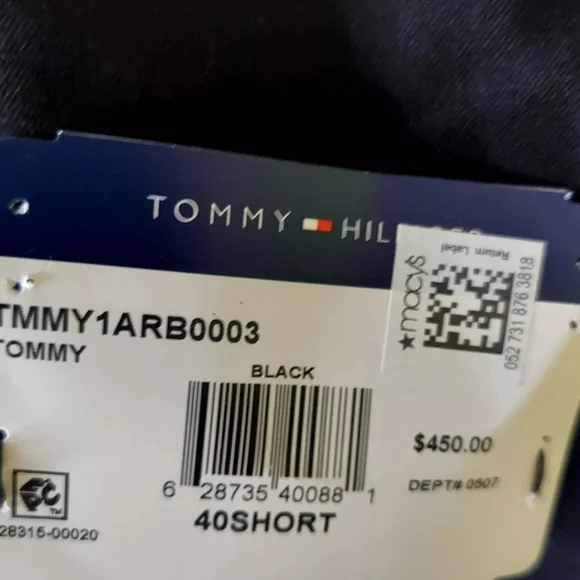 TOMMY HIL
Return Label
macys
052 731 876 3818
TMMY1ARB0003
TOMMY
BLACK
$450.00
6 28735 40088 1
DEPT# 0607
40SHORT
28315-00020